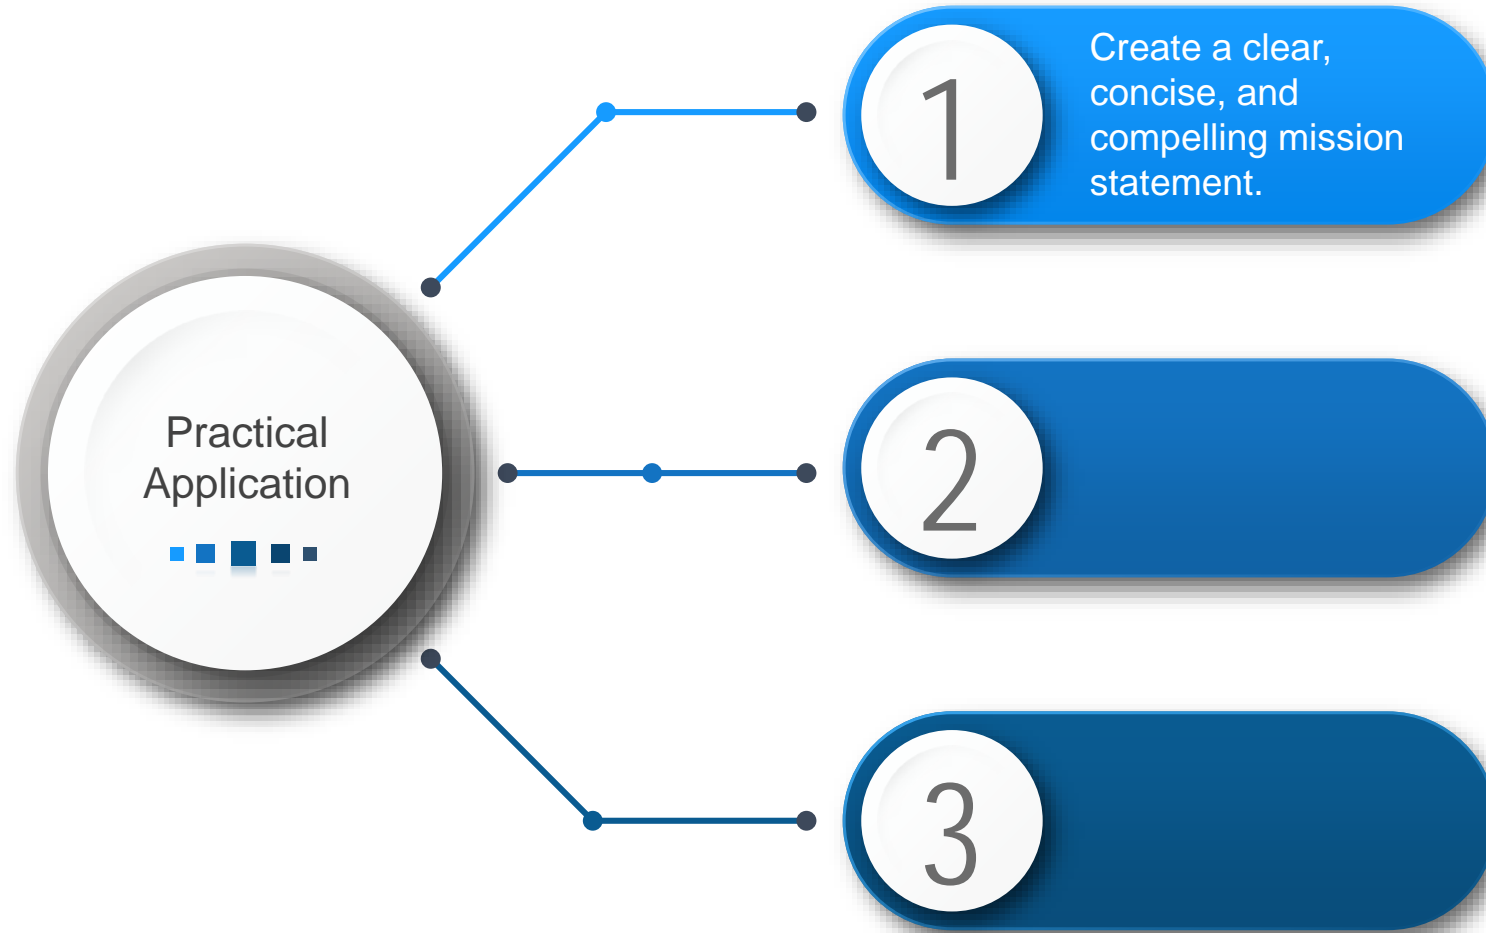 Practical
Application
1
Create a clear,
concise, and
compelling mission
statement.
2
3